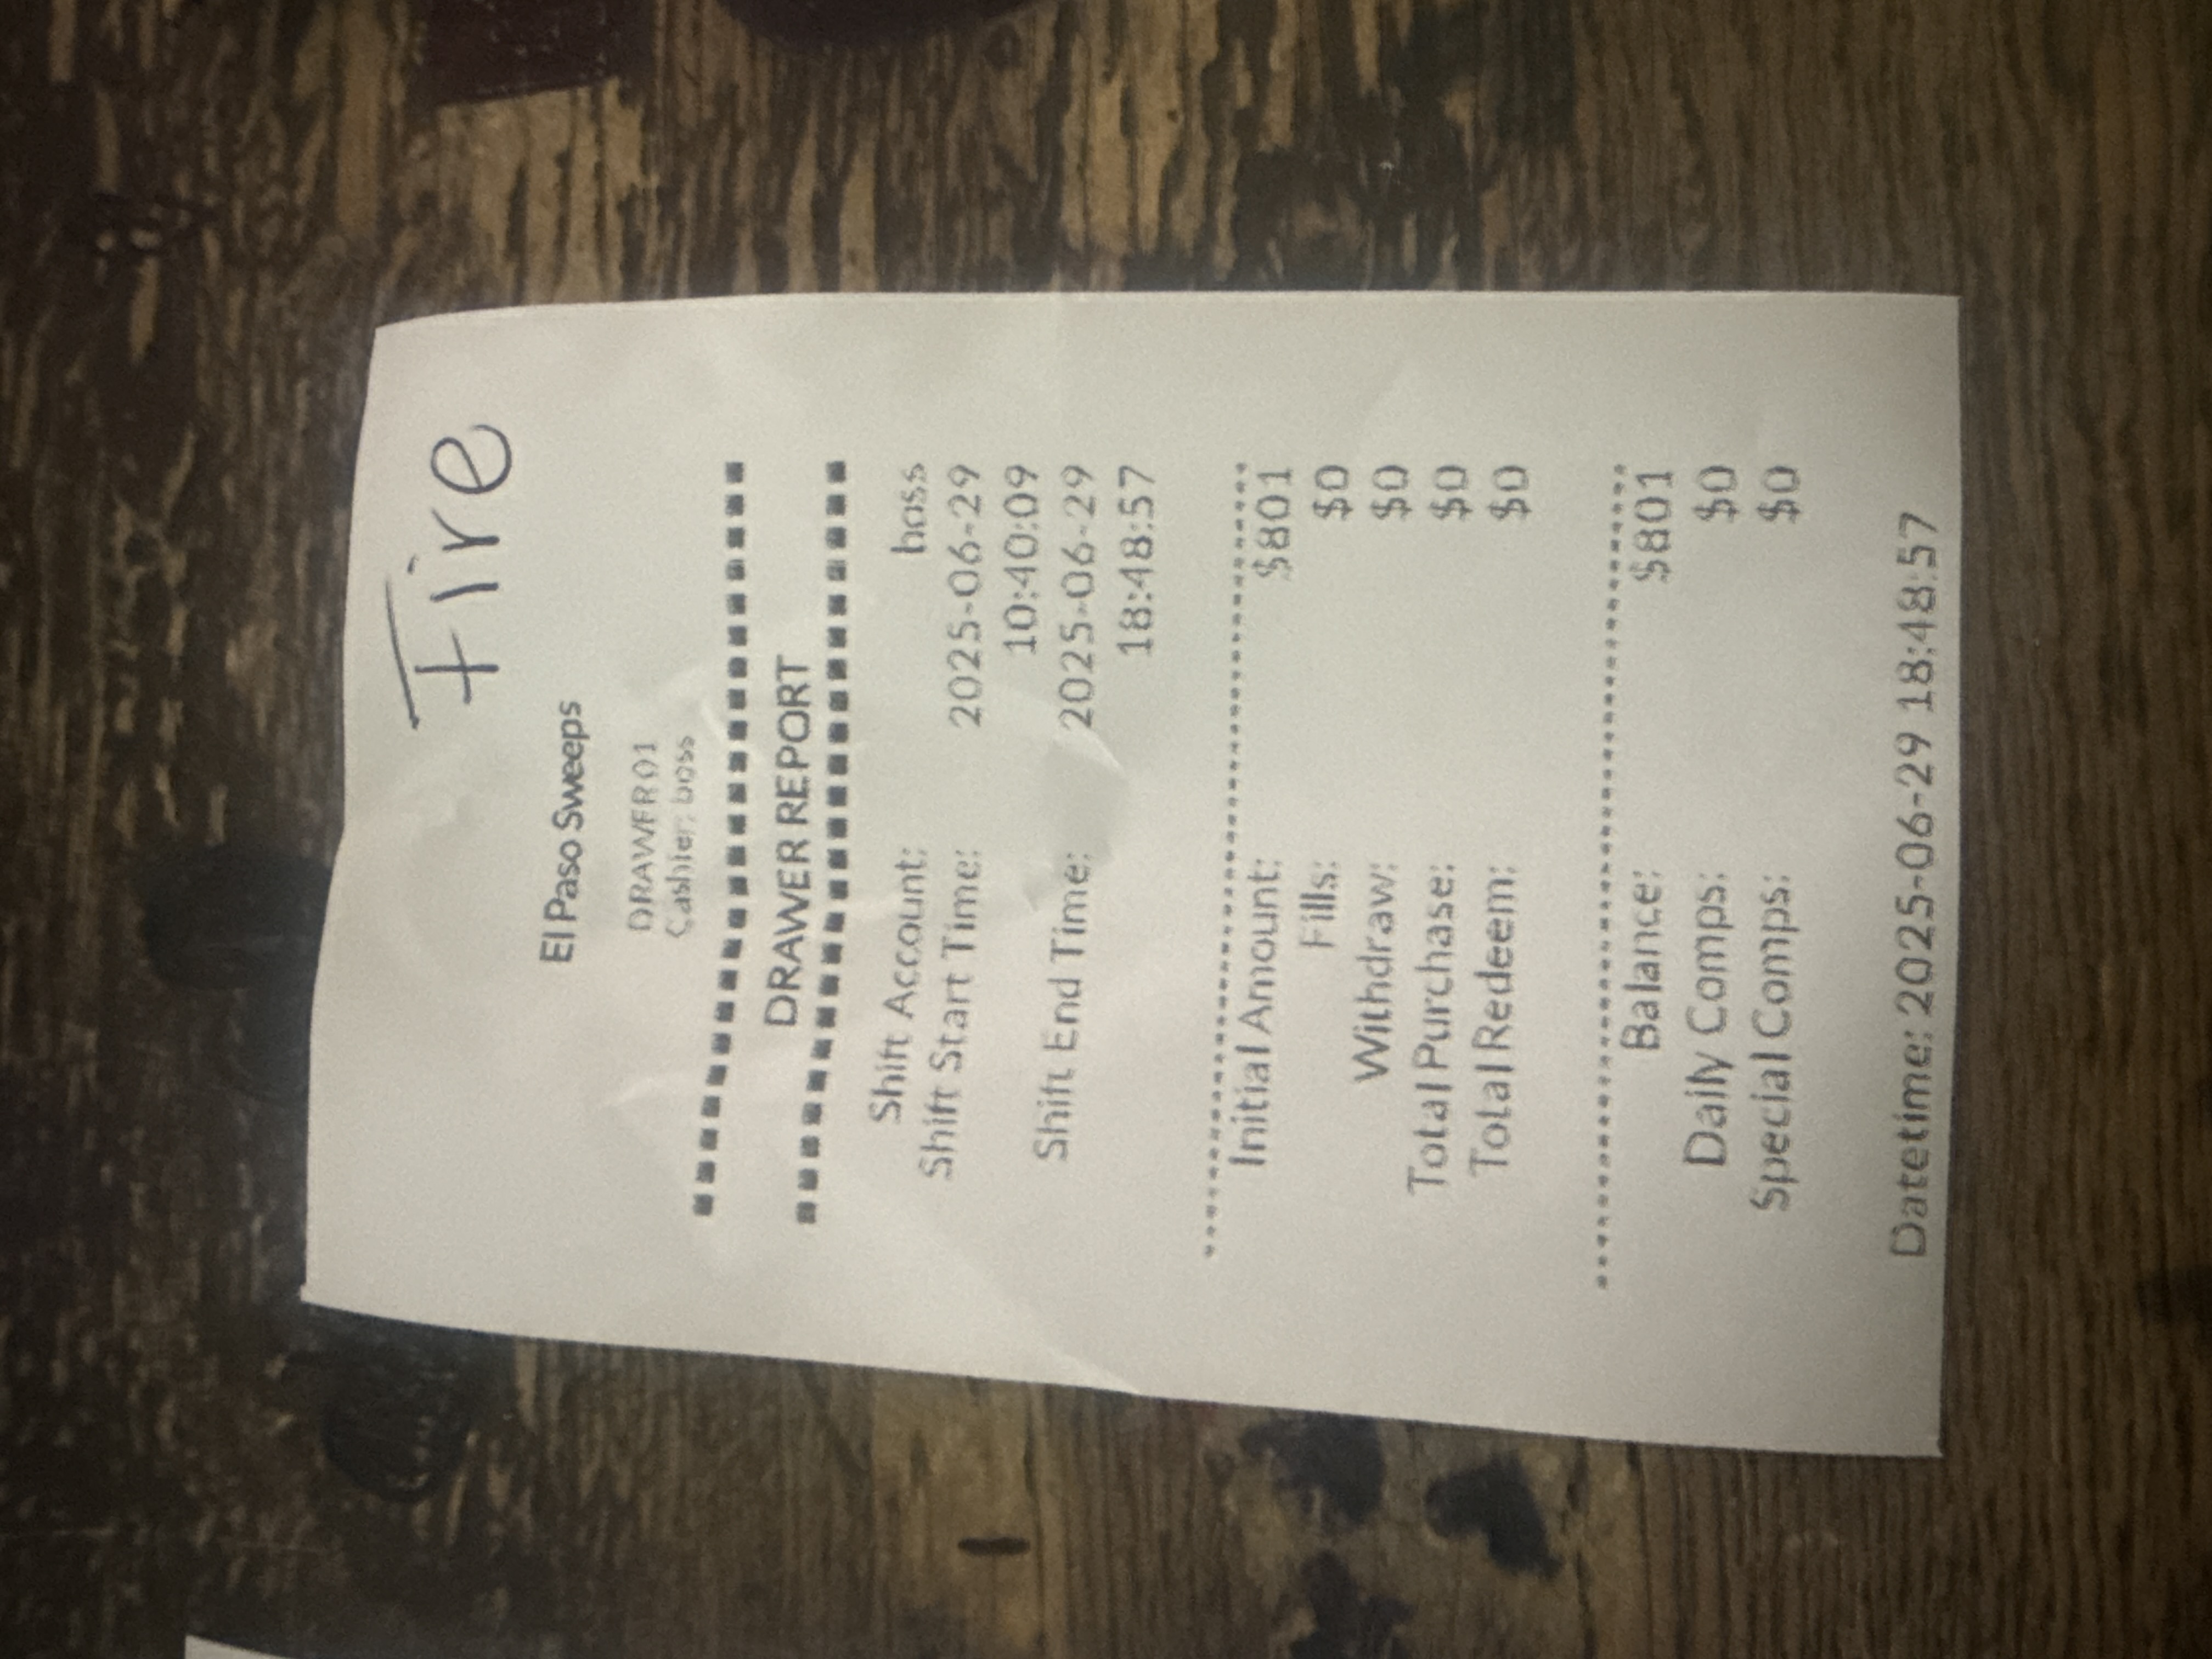 Fire
El Paso Sweeps
DRAWER01
Cashier: boss
DRAWER REPORT
Shift Account: boss
Shift Start Time: 2025-06-29
10:40:09
Shift End Time: 2025-06-29
18:48:57
Initial Amount: $801
Fills: $0
Withdraw: $0
Total Purchase: $0
Total Redeem: $0
Balance: $801
Daily Comps: $0
Special Comps: $0
Datetime: 2025-06-29 18:48:57